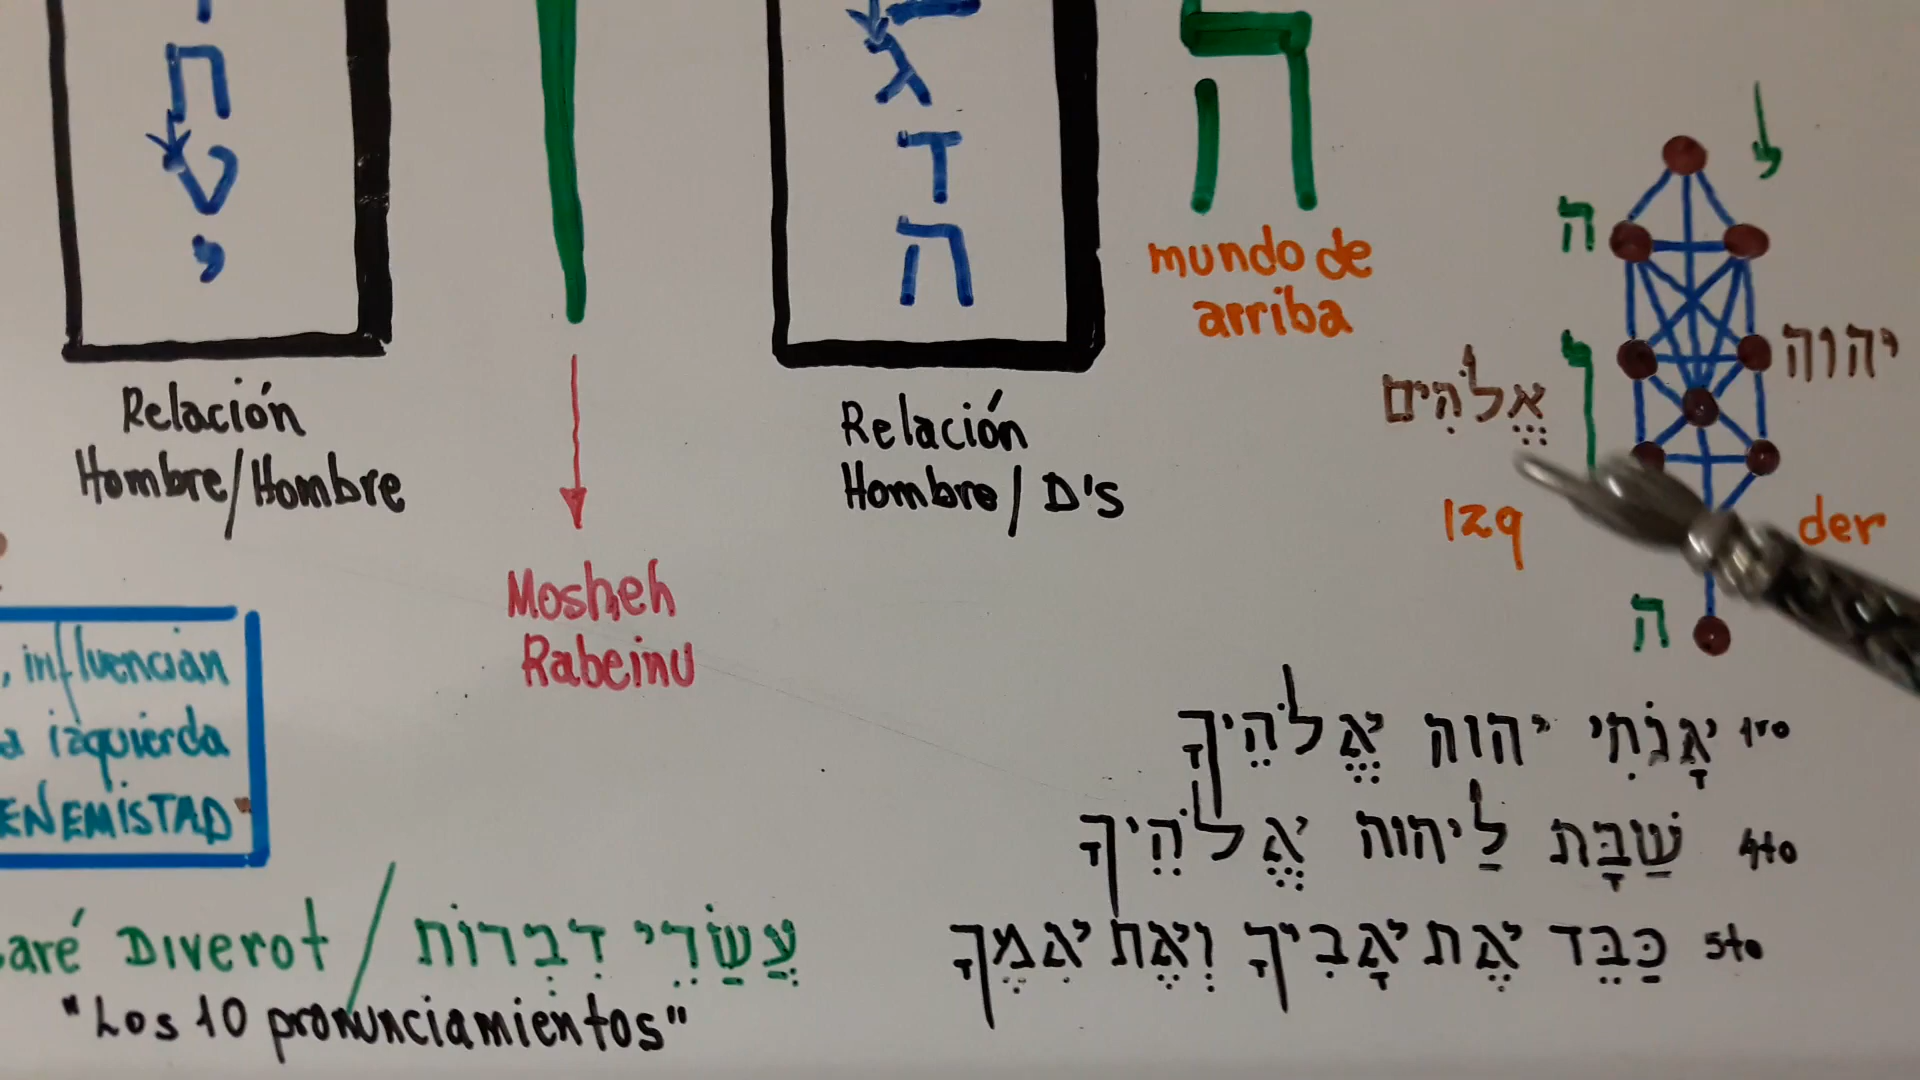 ח
ט
י
ג
ד
ה
ה
mundo de
arriba
Relación
Hombre/Hombre
Relación
Hombre/D'S
Mosheh
Rabeinu
ה
ו
יהוה
אֱלֹהִים
Izq
der
ה
, influencian
a izquierda
ENEMISTAD"
אָנֹכִי יהוה אֱלֹהֵיךָ 1ro
שַׁבָּת לַיהוה אֱלֹהֵיךָ 4to
כַּבֵּד אֶת אָבִיךָ וְאֶת אִמֶּךָ 5to
aré Diverot / עֲשַׂרֵי דִבְרוֹת
"Los 10 pronunciamientos"